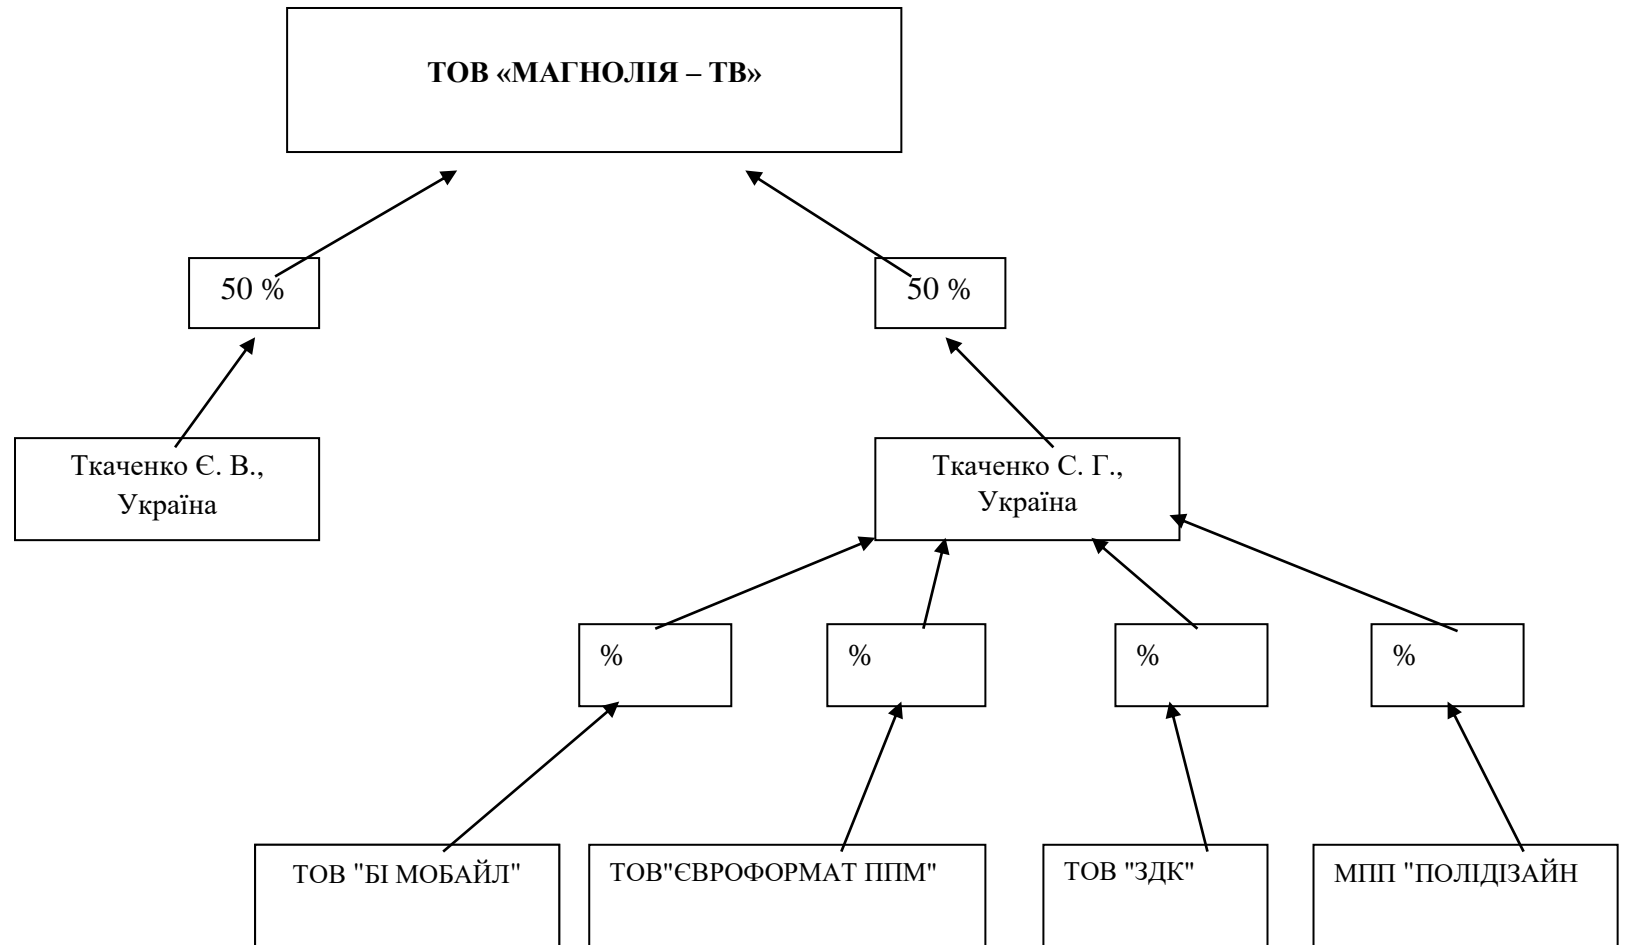 ТОВ «МАГНОЛІЯ – ТВ»
50 %
50 %
Ткаченко Є. В.,
Україна
Ткаченко С. Г.,
Україна
%
%
%
%
ТОВ "БІ МОБАЙЛ"
ТОВ"ЄВРОФОРМАТ ППМ"
ТОВ "ЗДК"
МПП "ПОЛІДІЗАЙН